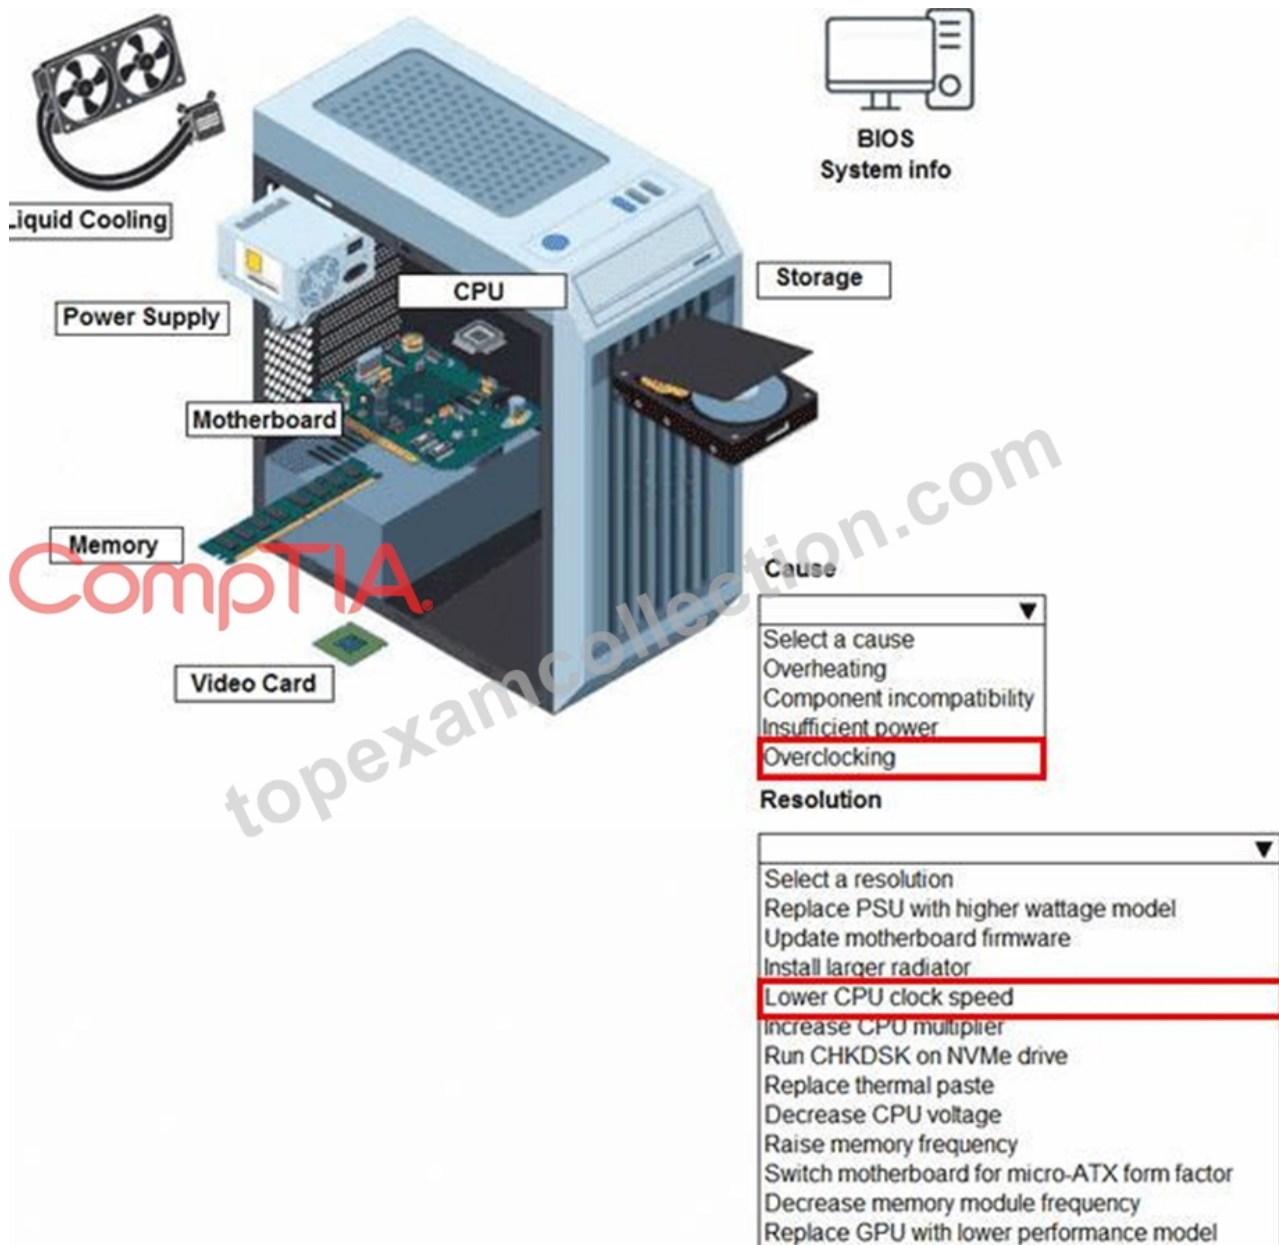 BIOS
System info
Liquid Cooling
Storage
CPU
Power Supply
Motherboard
Memory
CompTIA
Video Card
topexamcollection.com
Cause
Select a cause
Overheating
Component incompatibility
Insufficient power
Overclocking
Resolution
Select a resolution
Replace PSU with higher wattage model
Update motherboard firmware
Install larger radiator
Lower CPU clock speed
Increase CPU multiplier
Run CHKDSK on NVMe drive
Replace thermal paste
Decrease CPU voltage
Raise memory frequency
Switch motherboard for micro-ATX form factor
Decrease memory module frequency
Replace GPU with lower performance model